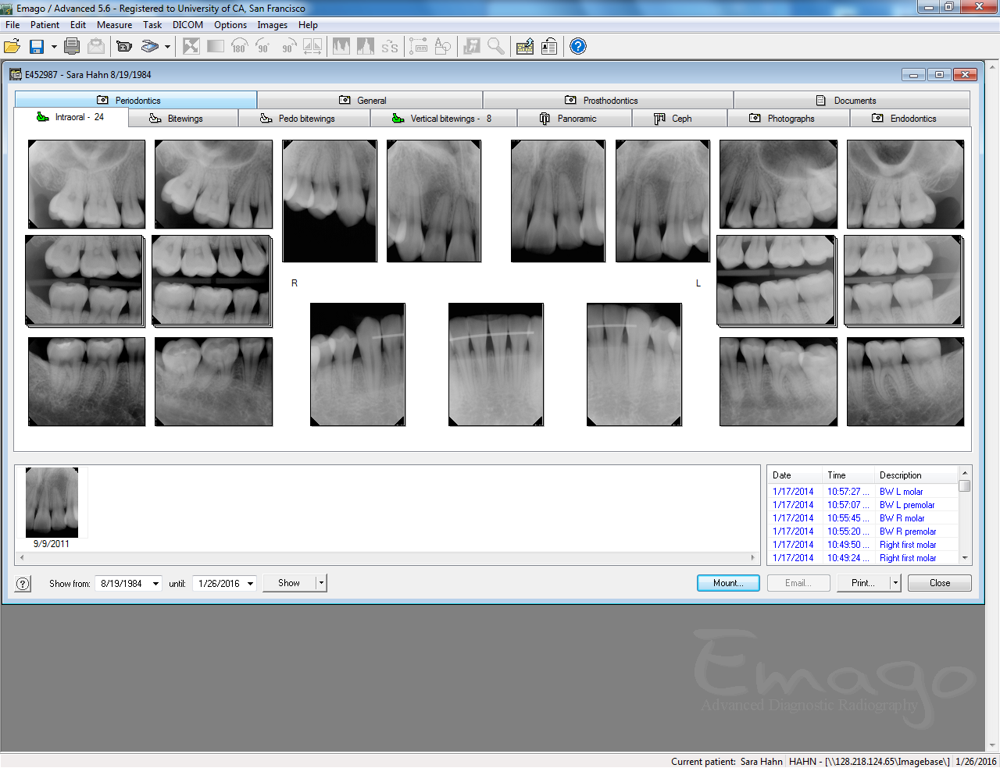 Emago / Advanced 5.6 - Registered to University of CA, San Francisco
File Patient Edit Measure Task DICOM Options Images Help
180° 90° 90° S S mm
E452987 - Sara Hahn 8/19/1984
Periodontics General Prosthodontics Documents
Intraoral - 24 Bitewings Pedo bitewings Vertical bitewings - 8 Panoramic Ceph Photographs Endodontics
R L
Date Time Description
1/17/2014 10:57:27 ... BW L molar
1/17/2014 10:57:07 ... BW L premolar
1/17/2014 10:55:45 ... BW R molar
1/17/2014 10:55:20 ... BW R premolar
1/17/2014 10:49:50 ... Right first molar
1/17/2014 10:49:24 ... Right first molar
9/9/2011
Show from: 8/19/1984 until: 1/26/2016 Show Mount... Email... Print... Close
Emago
Advanced Diagnostic Radiography
Current patient: Sara Hahn HAHN - [\\128.218.124.65\Imagebase\] 1/26/2016